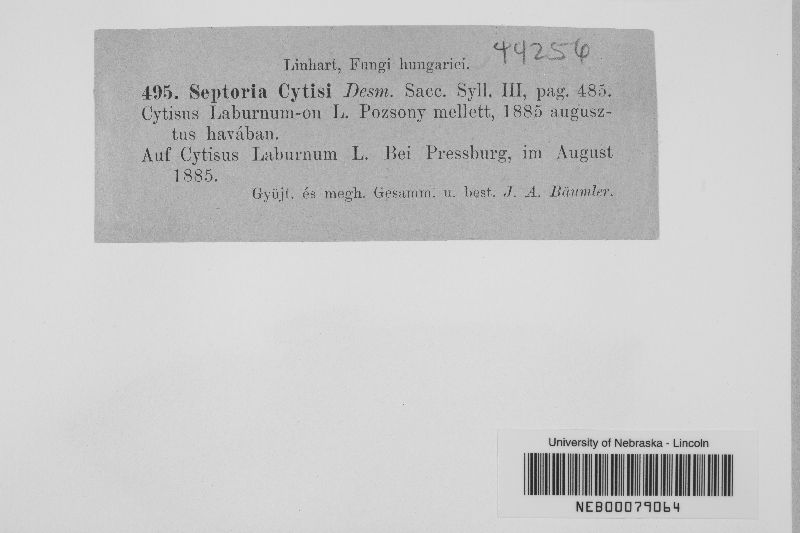 44256
Linhart, Fungi hungarici.
495. Septoria Cytisi Desm. Sacc. Syll. III, pag. 485.
Cytisus Laburnum-on L. Pozsony mellett, 1885 augusz-
tus havában.
Auf Cytisus Laburnum L. Bei Pressburg, im August
1885.
Gyüjt. és megh. Gesamm. u. best. J. A. Bäumler.
University of Nebraska - Lincoln
NEB00079064